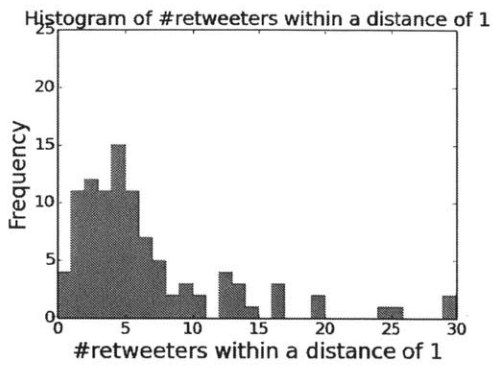 Histogram of #retweeters within a distance of 1
25
20
15
10
5
0
Frequency
0 5 10 15 20 25 30
#retweeters within a distance of 1